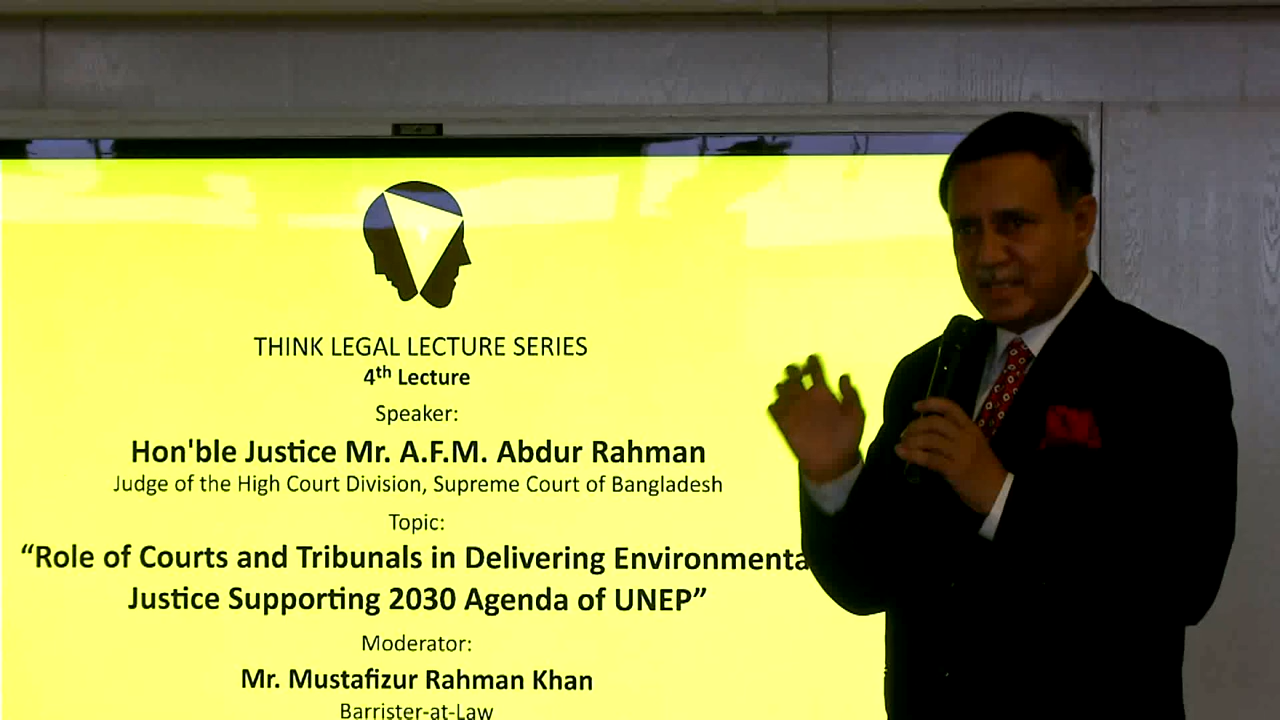 THINK LEGAL LECTURE SERIES
4th Lecture
Speaker:
Hon'ble Justice Mr. A.F.M. Abdur Rahman
Judge of the High Court Division, Supreme Court of Bangladesh
Topic:
“Role of Courts and Tribunals in Delivering Environmenta
Justice Supporting 2030 Agenda of UNEP”
Moderator:
Mr. Mustafizur Rahman Khan
Barrister-at-Law